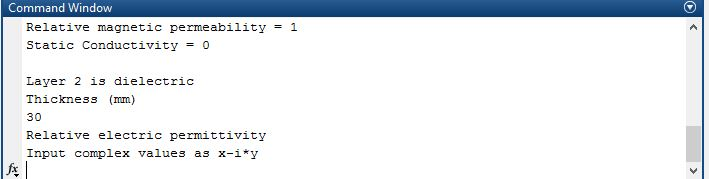 Command Window
Relative magnetic permeability = 1
Static Conductivity = 0
Layer 2 is dielectric
Thickness (mm)
30
Relative electric permittivity
Input complex values as x-i*y
fx